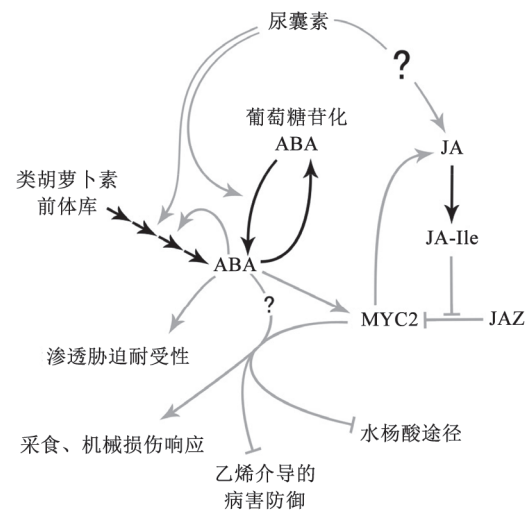 尿囊素
?
葡萄糖苷化
ABA
JA
类胡萝卜素
前体库
JA-Ile
ABA
?
MYC2
JAZ
渗透胁迫耐受性
采食、机械损伤响应
水杨酸途径
乙烯介导的
病害防御